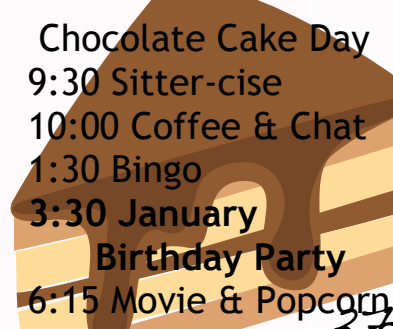 Chocolate Cake Day
9:30 Sitter-cise
10:00 Coffee & Chat
1:30 Bingo
3:30 January
Birthday Party
6:15 Movie & Popcorn
27